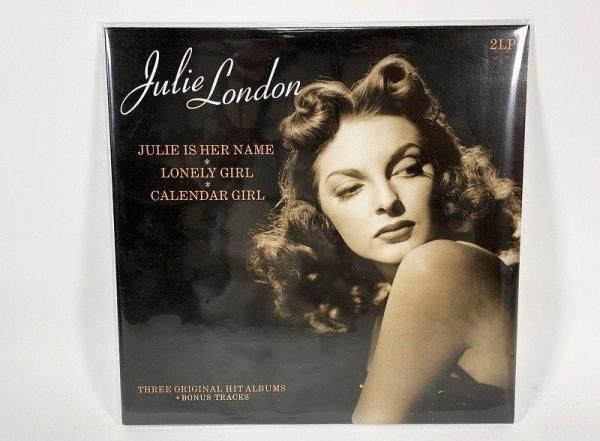 2LP
Julie London
JULIE IS HER NAME
*
LONELY GIRL
*
CALENDAR GIRL
THREE ORIGINAL HIT ALBUMS
+ BONUS TRACKS